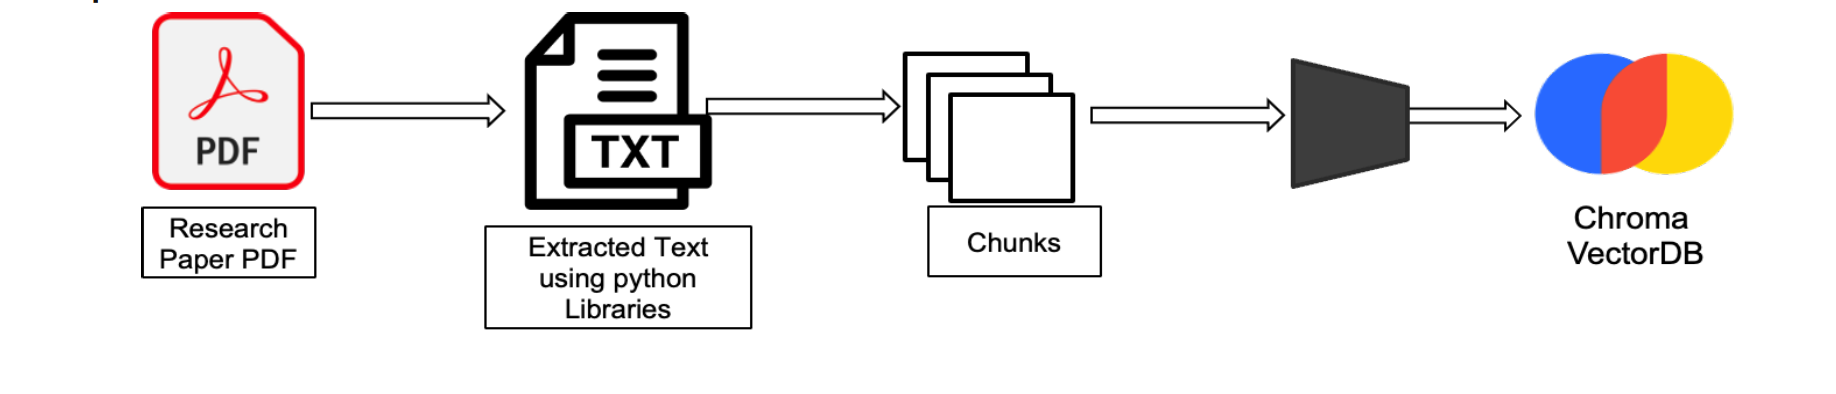 PDF
Research
Paper PDF
TXT
Extracted Text
using python
Libraries
Chunks
Chroma
VectorDB